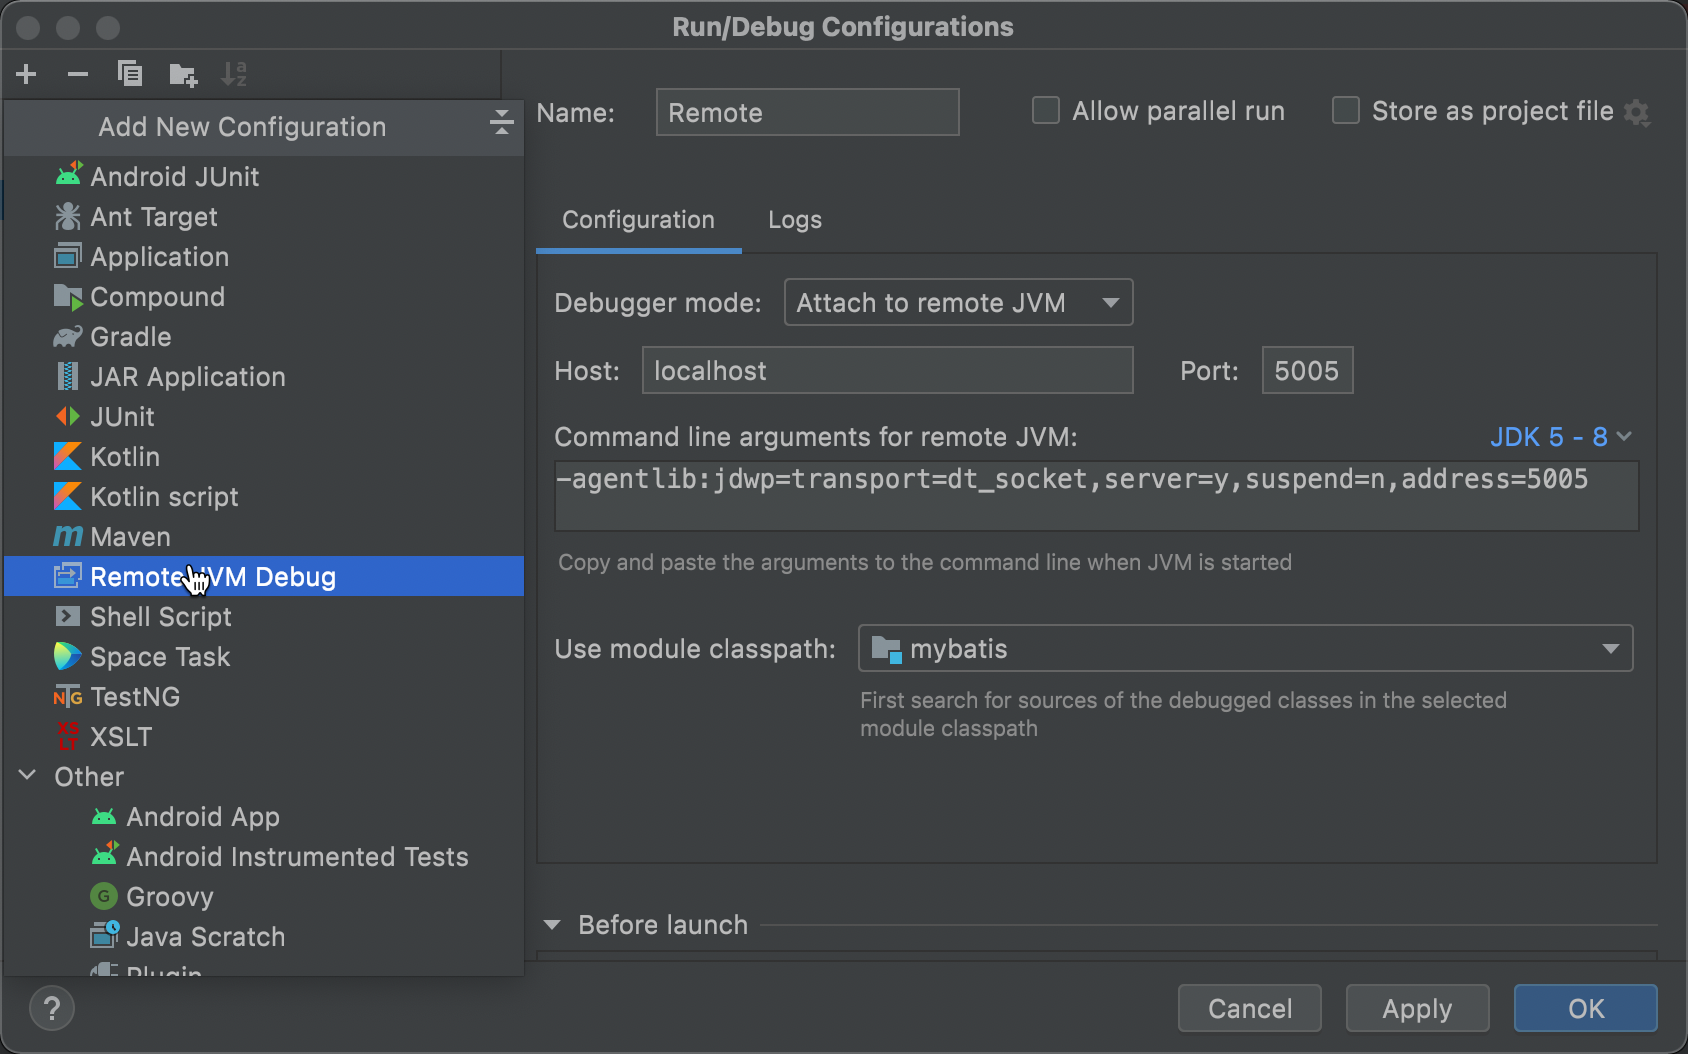 Run/Debug Configurations
Add New Configuration
Android JUnit
Ant Target
Application
Compound
Gradle
JAR Application
JUnit
Kotlin
Kotlin script
Maven
Remote JVM Debug
Shell Script
Space Task
TestNG
XSLT
Other
Android App
Android Instrumented Tests
Groovy
Java Scratch
Plugin
Name: Remote
Allow parallel run
Store as project file
Configuration Logs
Debugger mode: Attach to remote JVM
Host: localhost Port: 5005
Command line arguments for remote JVM: JDK 5 - 8
-agentlib:jdwp=transport=dt_socket,server=y,suspend=n,address=5005
Copy and paste the arguments to the command line when JVM is started
Use module classpath: mybatis
First search for sources of the debugged classes in the selected
module classpath
Before launch
? Cancel Apply OK